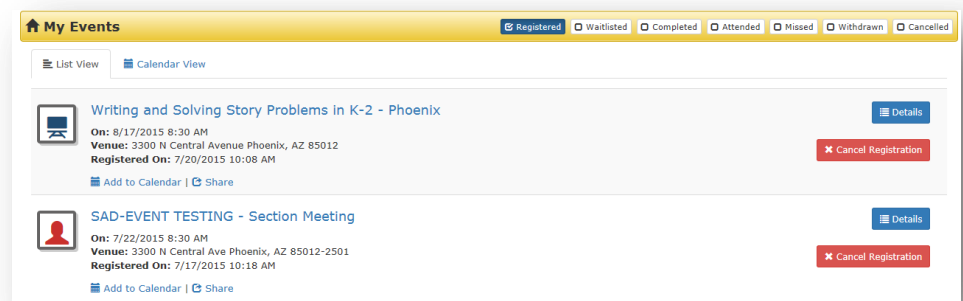 My Events
Registered Waitlisted Completed Attended Missed Withdrawn Cancelled
List View Calendar View
Writing and Solving Story Problems in K-2 - Phoenix
Details
On: 8/17/2015 8:30 AM
Venue: 3300 N Central Avenue Phoenix, AZ 85012
Cancel Registration
Registered On: 7/20/2015 10:08 AM
Add to Calendar | Share
SAD-EVENT TESTING - Section Meeting
Details
On: 7/22/2015 8:30 AM
Venue: 3300 N Central Ave Phoenix, AZ 85012-2501
Cancel Registration
Registered On: 7/17/2015 10:18 AM
Add to Calendar | Share